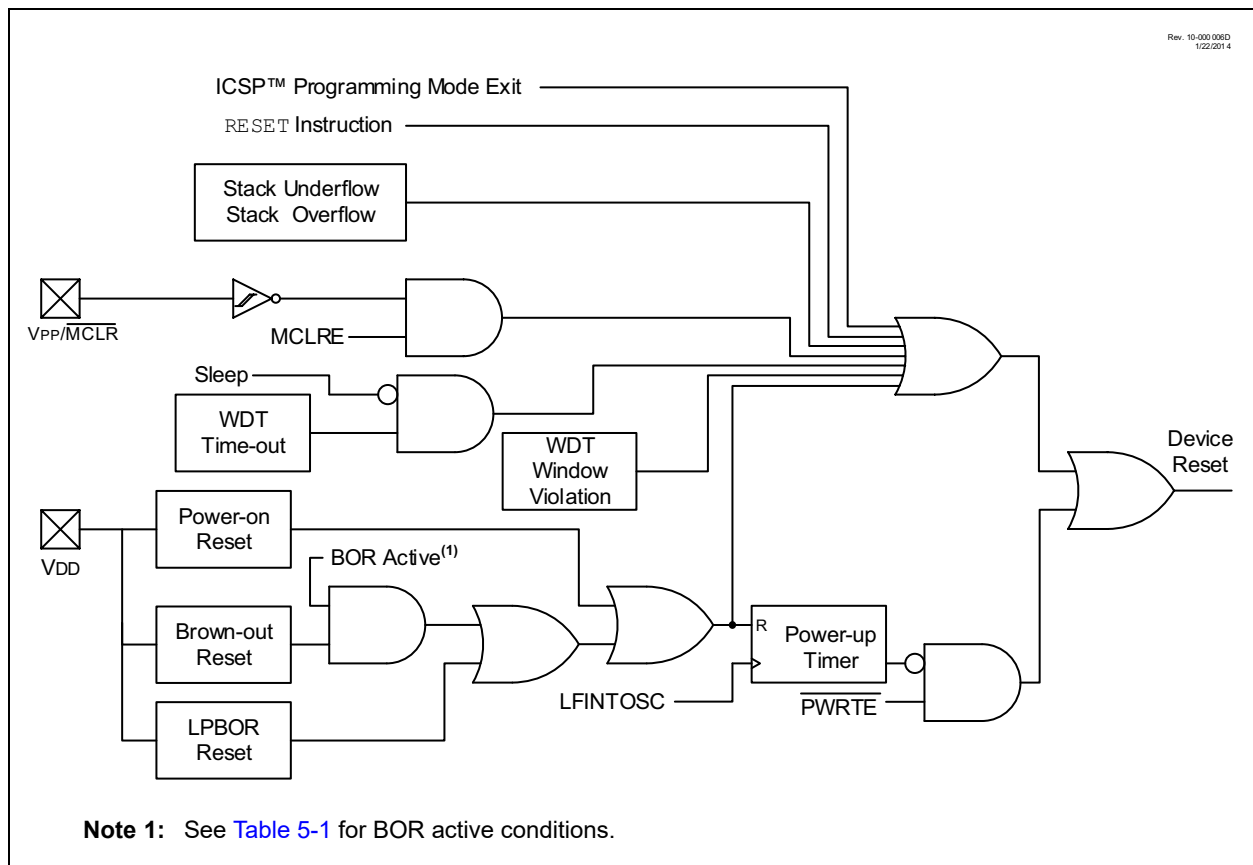 Rev. 10-000 006D
1/22/201 4
ICSP™ Programming Mode Exit
RESET Instruction
Stack Underflow
Stack Overflow
VPP/MCLR
MCLRE
Sleep
WDT
Time-out
WDT
Window
Violation
Device
Reset
Power-on
Reset
VDD
BOR Active(1)
Brown-out
Reset
R
Power-up
Timer
LFINTOSC
PWRTE
LPBOR
Reset
Note 1: See Table 5-1 for BOR active conditions.